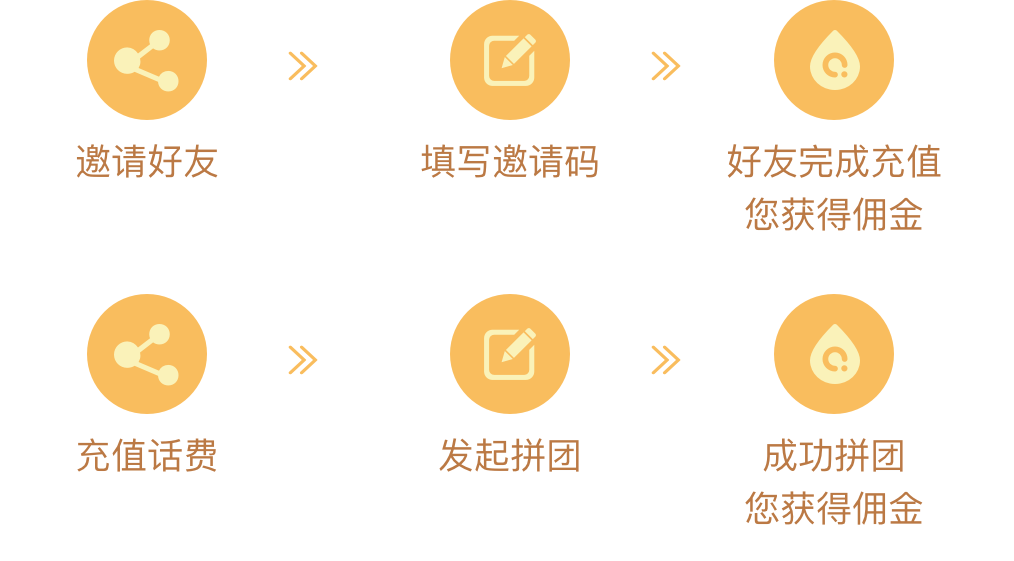 邀请好友
填写邀请码
好友完成充值
您获得佣金
充值话费
发起拼团
成功拼团
您获得佣金